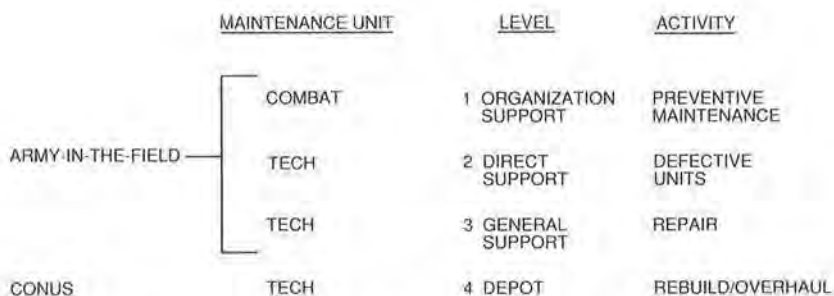 MAINTENANCE UNIT LEVEL ACTIVITY
COMBAT 1 ORGANIZATION PREVENTIVE
SUPPORT MAINTENANCE
ARMY-IN-THE-FIELD TECH 2 DIRECT DEFECTIVE
SUPPORT UNITS
TECH 3 GENERAL REPAIR
SUPPORT
CONUS TECH 4 DEPOT REBUILD/OVERHAUL